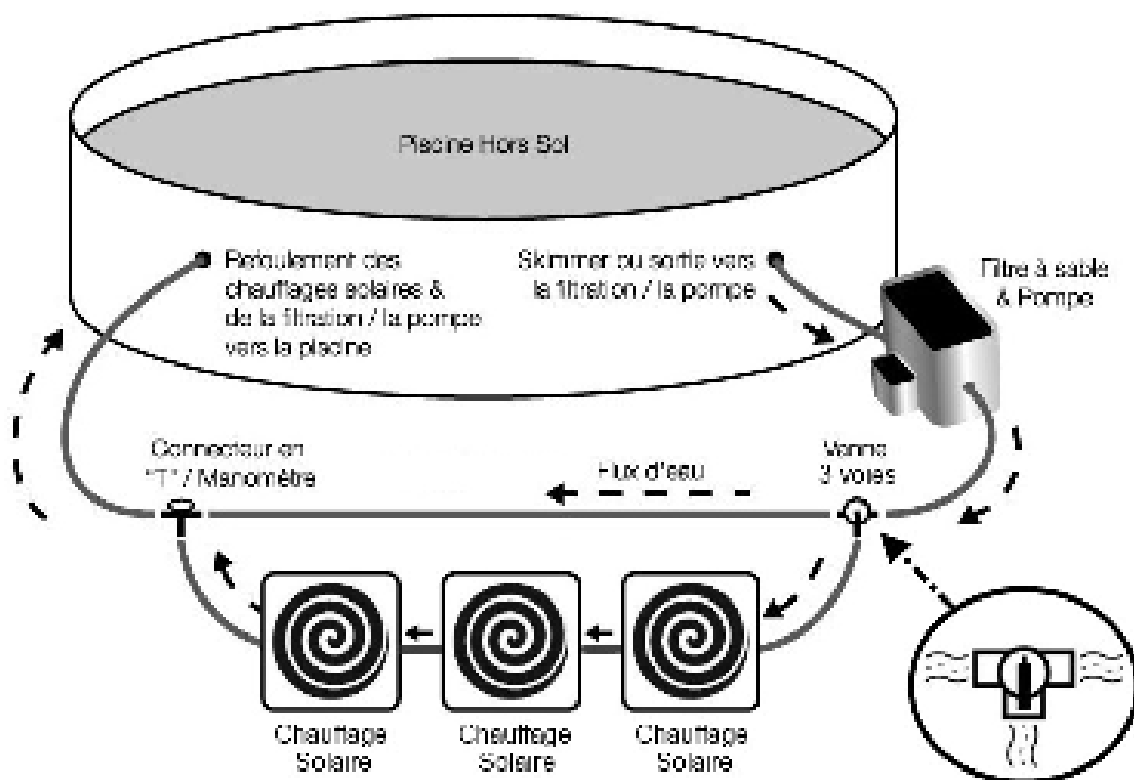 Piscine Hors Sol
Refoulement des
chauffages solaires &
de la filtration / la pompe
vers la piscine
Skimmer ou sortie vers
la filtration / la pompe
Filtre à sable
& Pompe
Connecteur en
"T" / Manomètre
Flux d'eau
Vanne
3 voies
Chauffage
Solaire
Chauffage
Solaire
Chauffage
Solaire